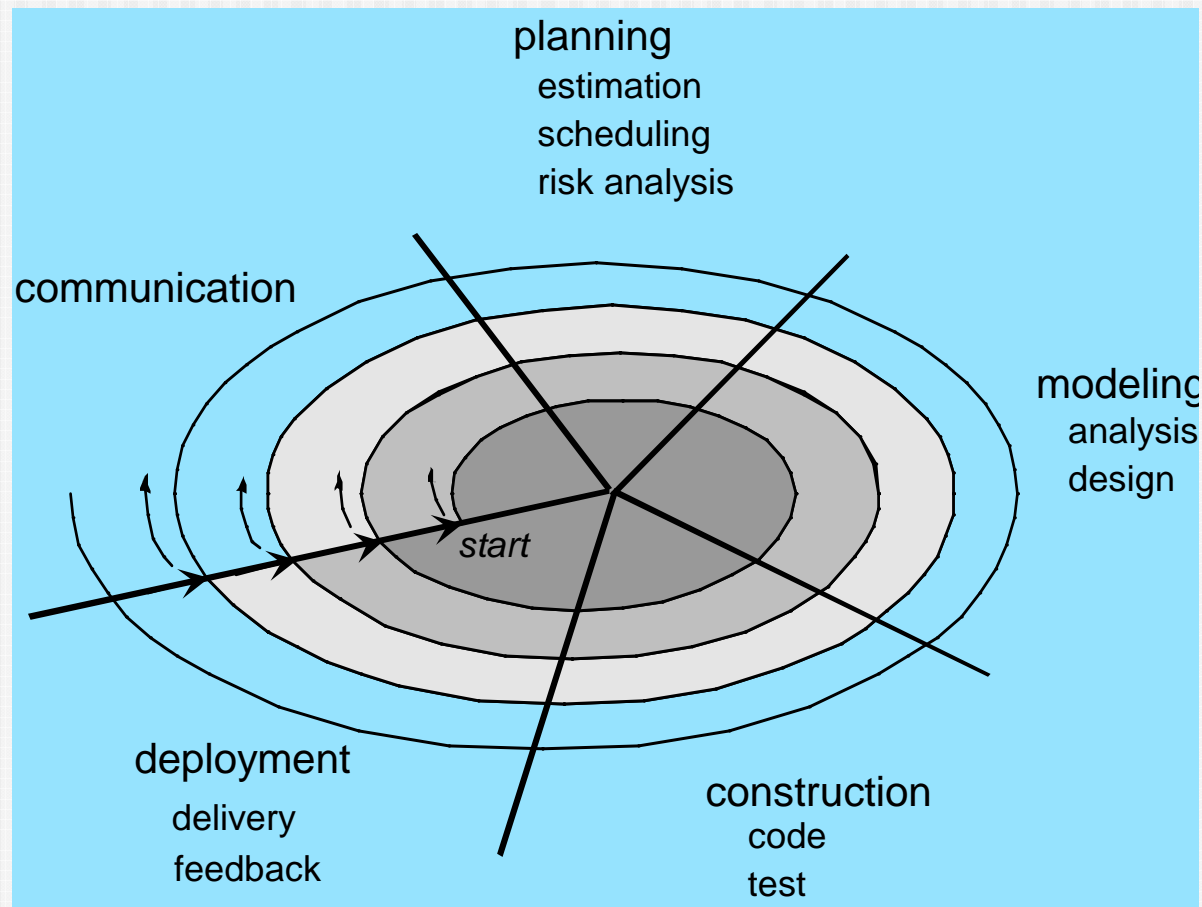 planning
estimation
scheduling
risk analysis
communication
modeling
analysis
design
start
deployment
delivery
feedback
construction
code
test